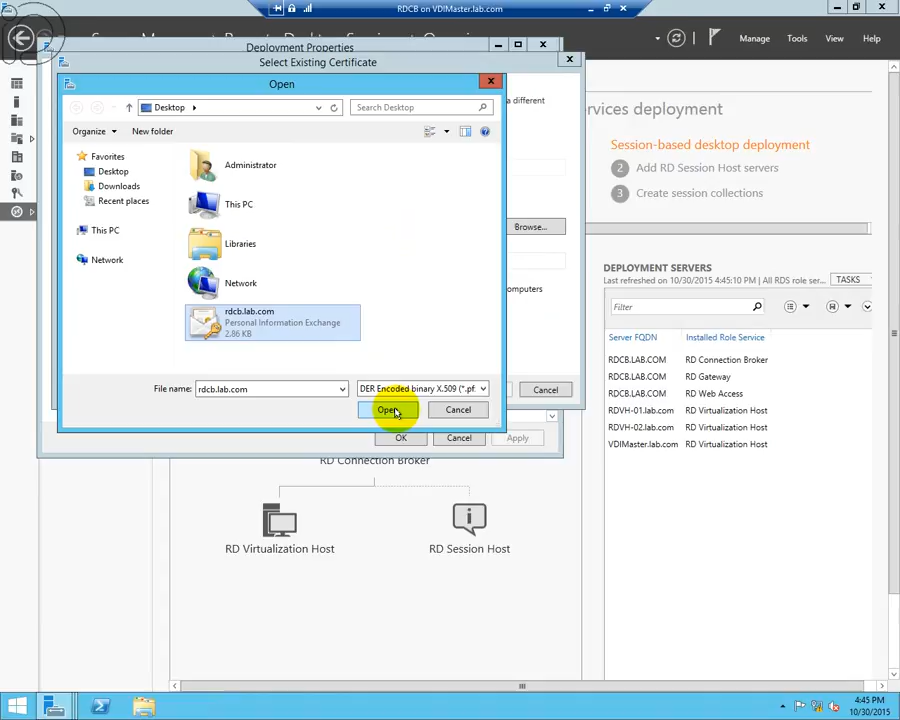 RDCB on VDIMaster.lab.com
Manage
Tools
View
Help
Deployment Properties
Select Existing Certificate
Open
a different
rvices deployment
Desktop
Search Desktop
Organize
New folder
Session-based desktop deployment
2 Add RD Session Host servers
3 Create session collections
Favorites
Desktop
Downloads
Recent places
This PC
Network
Administrator
This PC
Libraries
Network
rdcb.lab.com
Personal Information Exchange
2.86 KB
Browse...
omputers
File name:
rdcb.lab.com
DER Encoded binary X.509 (*.pf
Open
Cancel
Cancel
OK
Cancel
Apply
DEPLOYMENT SERVERS
Last refreshed on 10/30/2015 4:45:10 PM | All RDS role ser...
TASKS
Filter
Server FQDN
Installed Role Service
RDCB.LAB.COM
RD Connection Broker
RDCB.LAB.COM
RD Gateway
RDCB.LAB.COM
RD Web Access
RDVH-01.lab.com
RD Virtualization Host
RDVH-02.lab.com
RD Virtualization Host
VDIMaster.lab.com
RD Virtualization Host
RD Connection Broker
RD Virtualization Host
RD Session Host
4:45 PM
10/30/2015